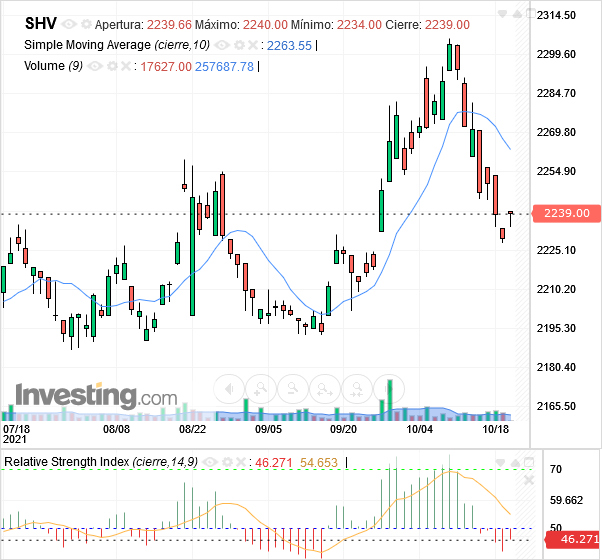 SHV Apertura: 2239.66 Máximo: 2240.00 Mínimo: 2234.00 Cierre: 2239.00
Simple Moving Average (cierre,10) : 2263.55
Volume (9) : 17627.00 257687.78
2314.50
2299.60
2284.70
2269.80
2254.90
2239.00
2225.10
2210.20
2195.30
2180.40
2165.50
Investing.com
07/18 08/08 08/22 09/05 09/20 10/04 10/18
2021
Relative Strength Index (cierre,14,9) : 46.271 54.653
70
59.662
50
46.271